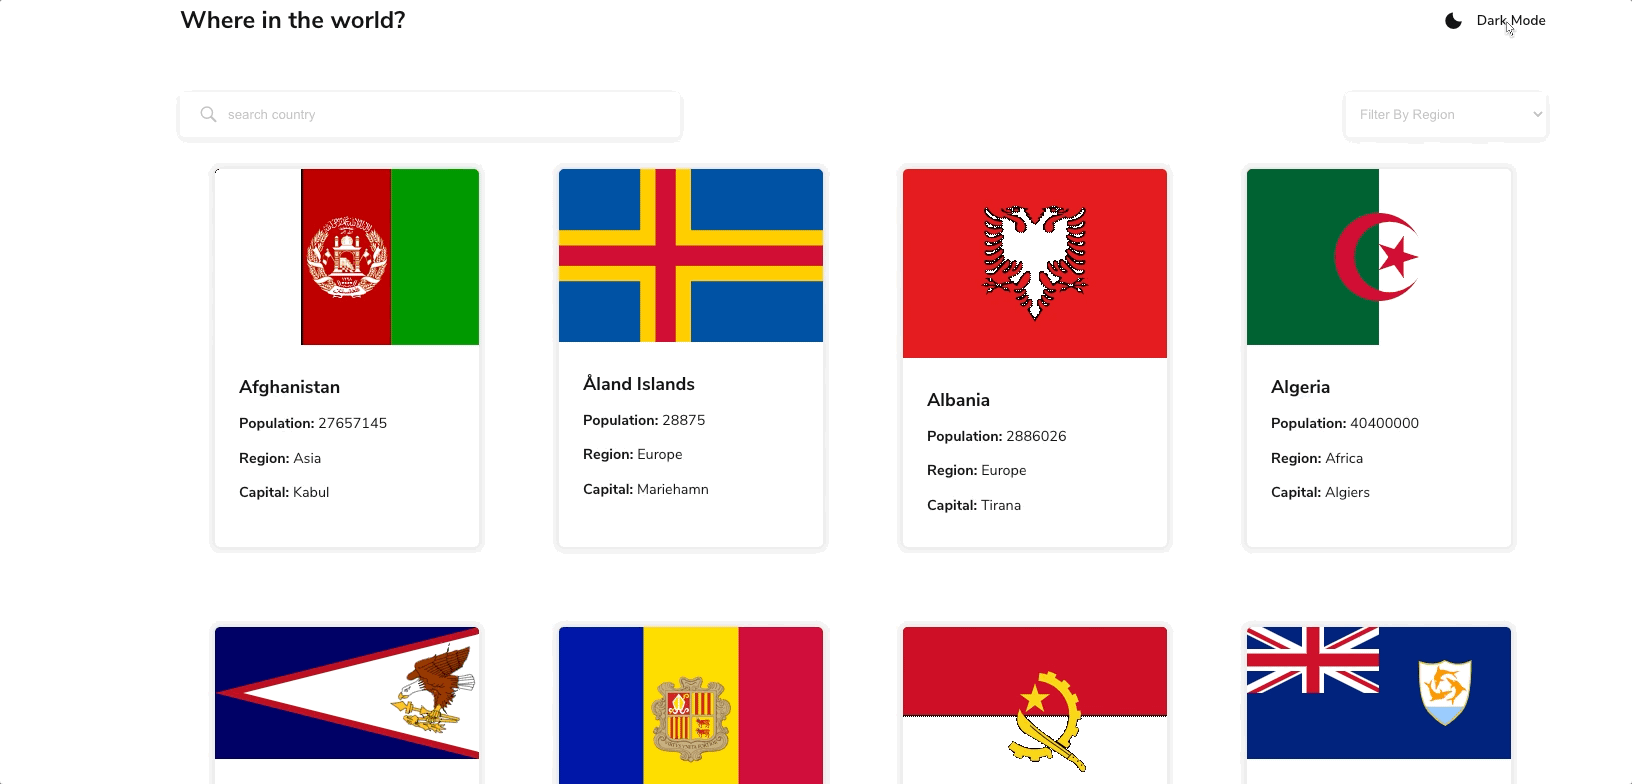 Where in the world?
Dark Mode
search country
Filter By Region
Afghanistan
Population: 27657145
Region: Asia
Capital: Kabul
Åland Islands
Population: 28875
Region: Europe
Capital: Mariehamn
Albania
Population: 2886026
Region: Europe
Capital: Tirana
Algeria
Population: 40400000
Region: Africa
Capital: Algiers